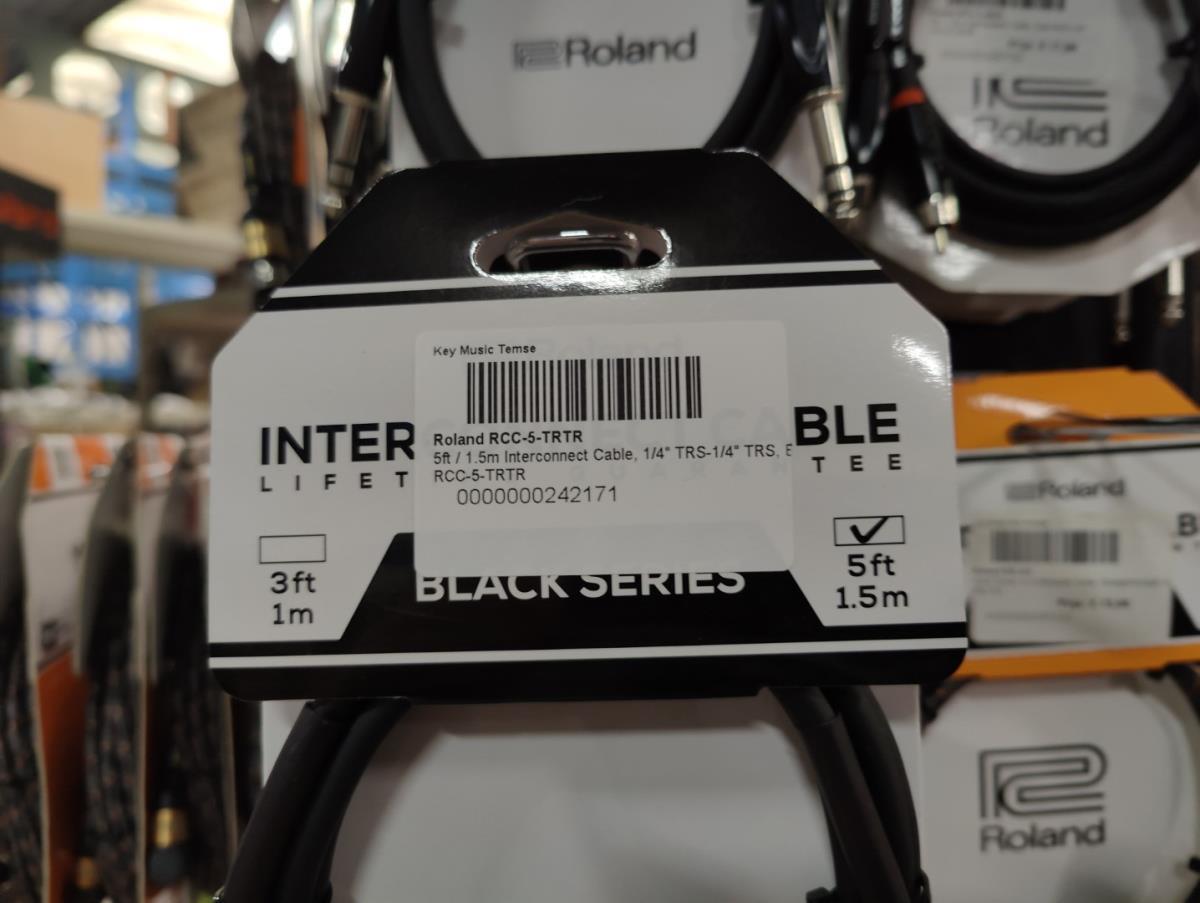 Roland
Roland
Key Music Temse
INTER
BLE
LIFET
TEE
Roland RCC-5-TRTR
5ft / 1.5m Interconnect Cable, 1/4" TRS-1/4" TRS,
RCC-5-TRTR
0000000242171
3ft
1m
BLACK SERIES
5ft
1.5m
Roland
B
Roland